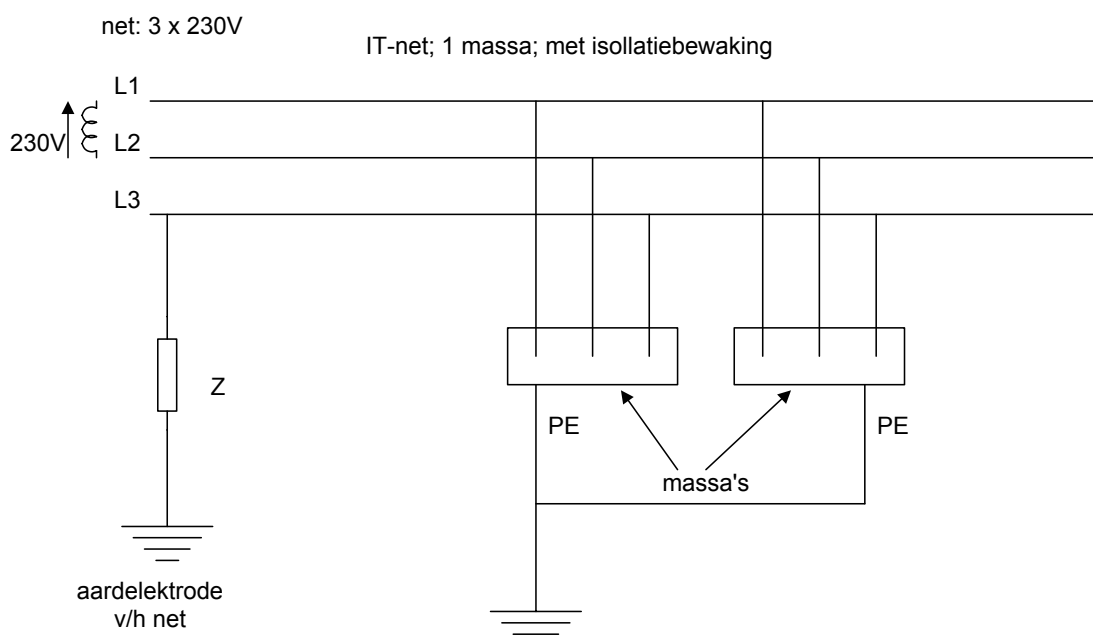 net: 3 x 230V
IT-net; 1 massa; met isollatiebewaking
L1
230V
L2
L3
Z
PE
PE
massa's
aardelektrode
v/h net